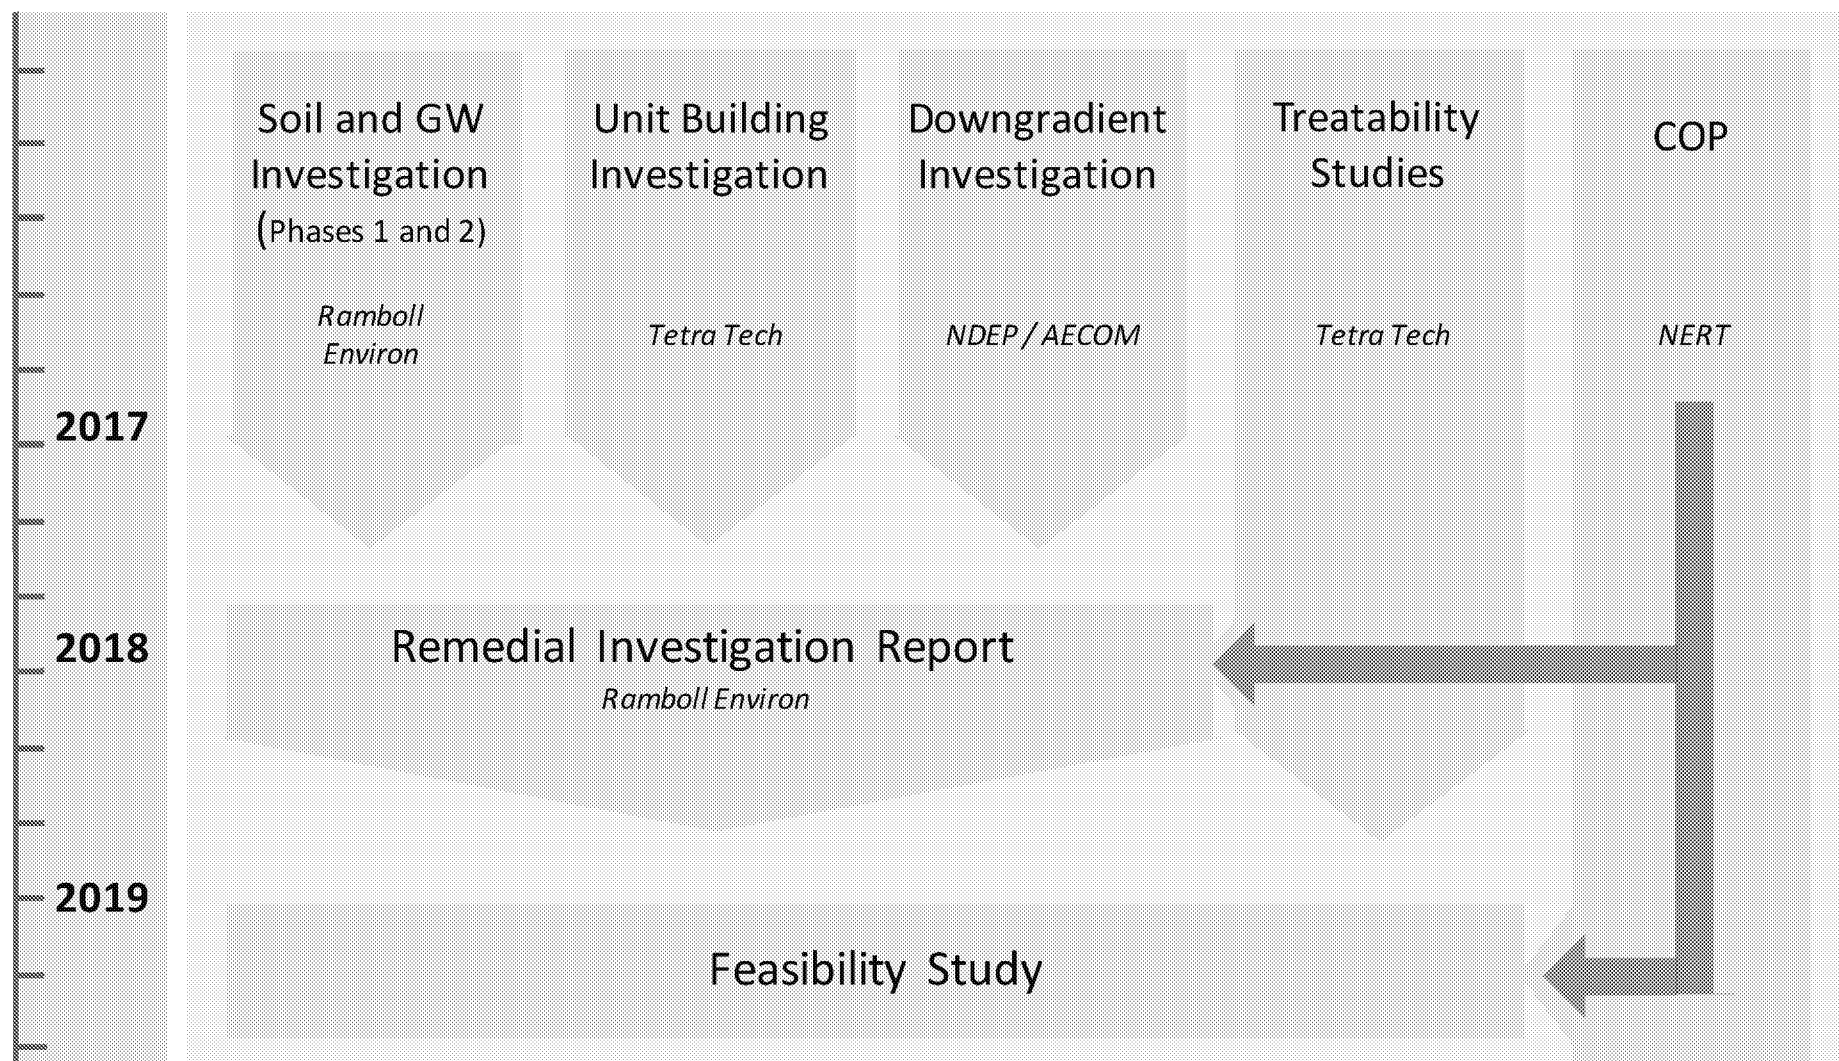 Soil and GW
Investigation
(Phases 1 and 2)
Ramboll
Environ
Unit Building
Investigation
Tetra Tech
Downgradient
Investigation
NDEP / AECOM
Treatability
Studies
Tetra Tech
COP
NERT
2017
2018
Remedial Investigation Report
Ramboll Environ
2019
Feasibility Study